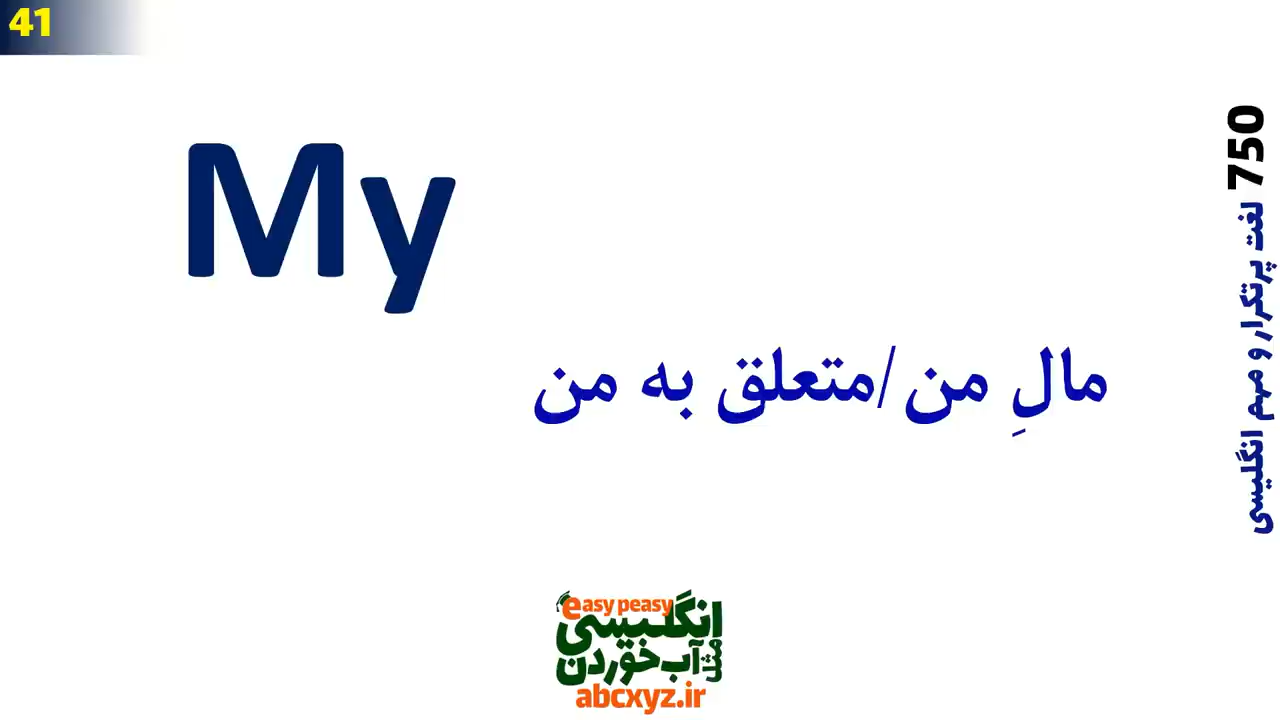 41
My
مالِ من/متعلق به من
750 لغت پرتکرار و مهم انگلیسی
easy peasy
انگلیسی
مثل آب خوردن
abcxyz.ir